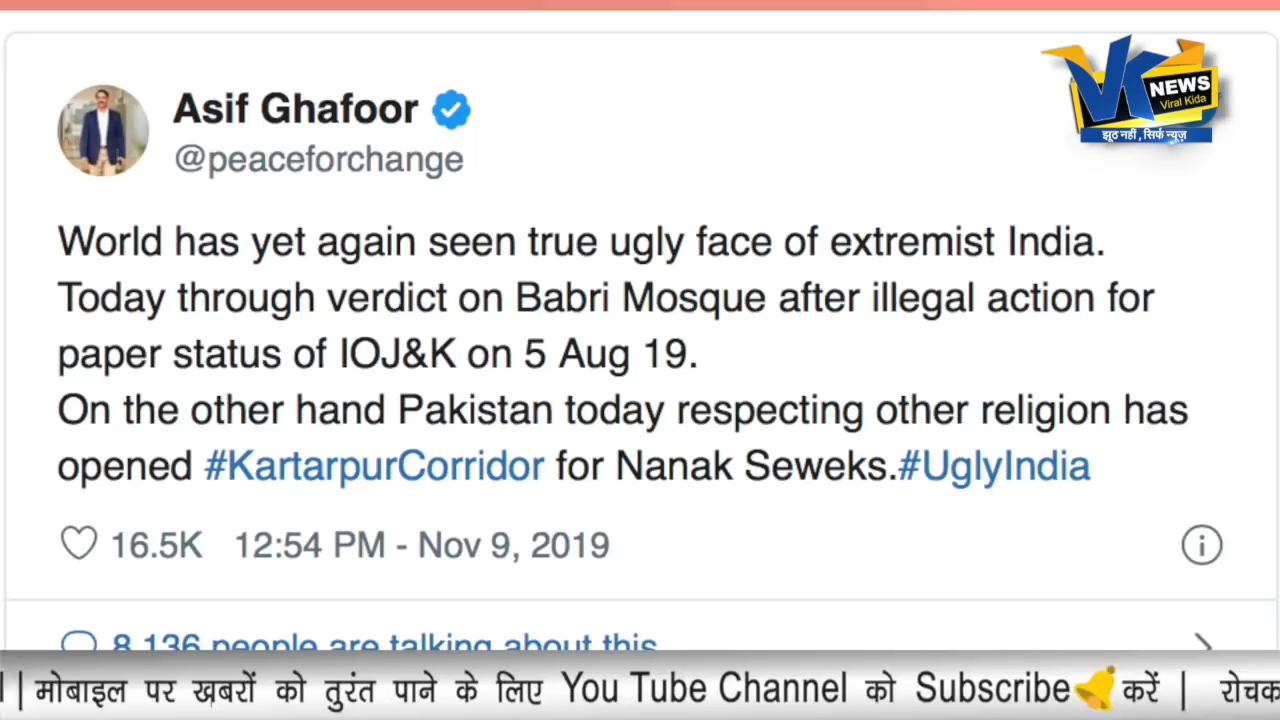 Asif Ghafoor
@peaceforchange
VK NEWS
Viral Kida
झूठ नहीं, सिर्फ न्यूज़
World has yet again seen true ugly face of extremist India.
Today through verdict on Babri Mosque after illegal action for
paper status of IOJ&K on 5 Aug 19.
On the other hand Pakistan today respecting other religion has
opened #KartarpurCorridor for Nanak Seweks.#UglyIndia
16.5K 12:54 PM - Nov 9, 2019
8,136 people are talking about this
| मोबाइल पर ख़बरों को तुरंत पाने के लिए You Tube Channel को Subscribe करें | रोचक